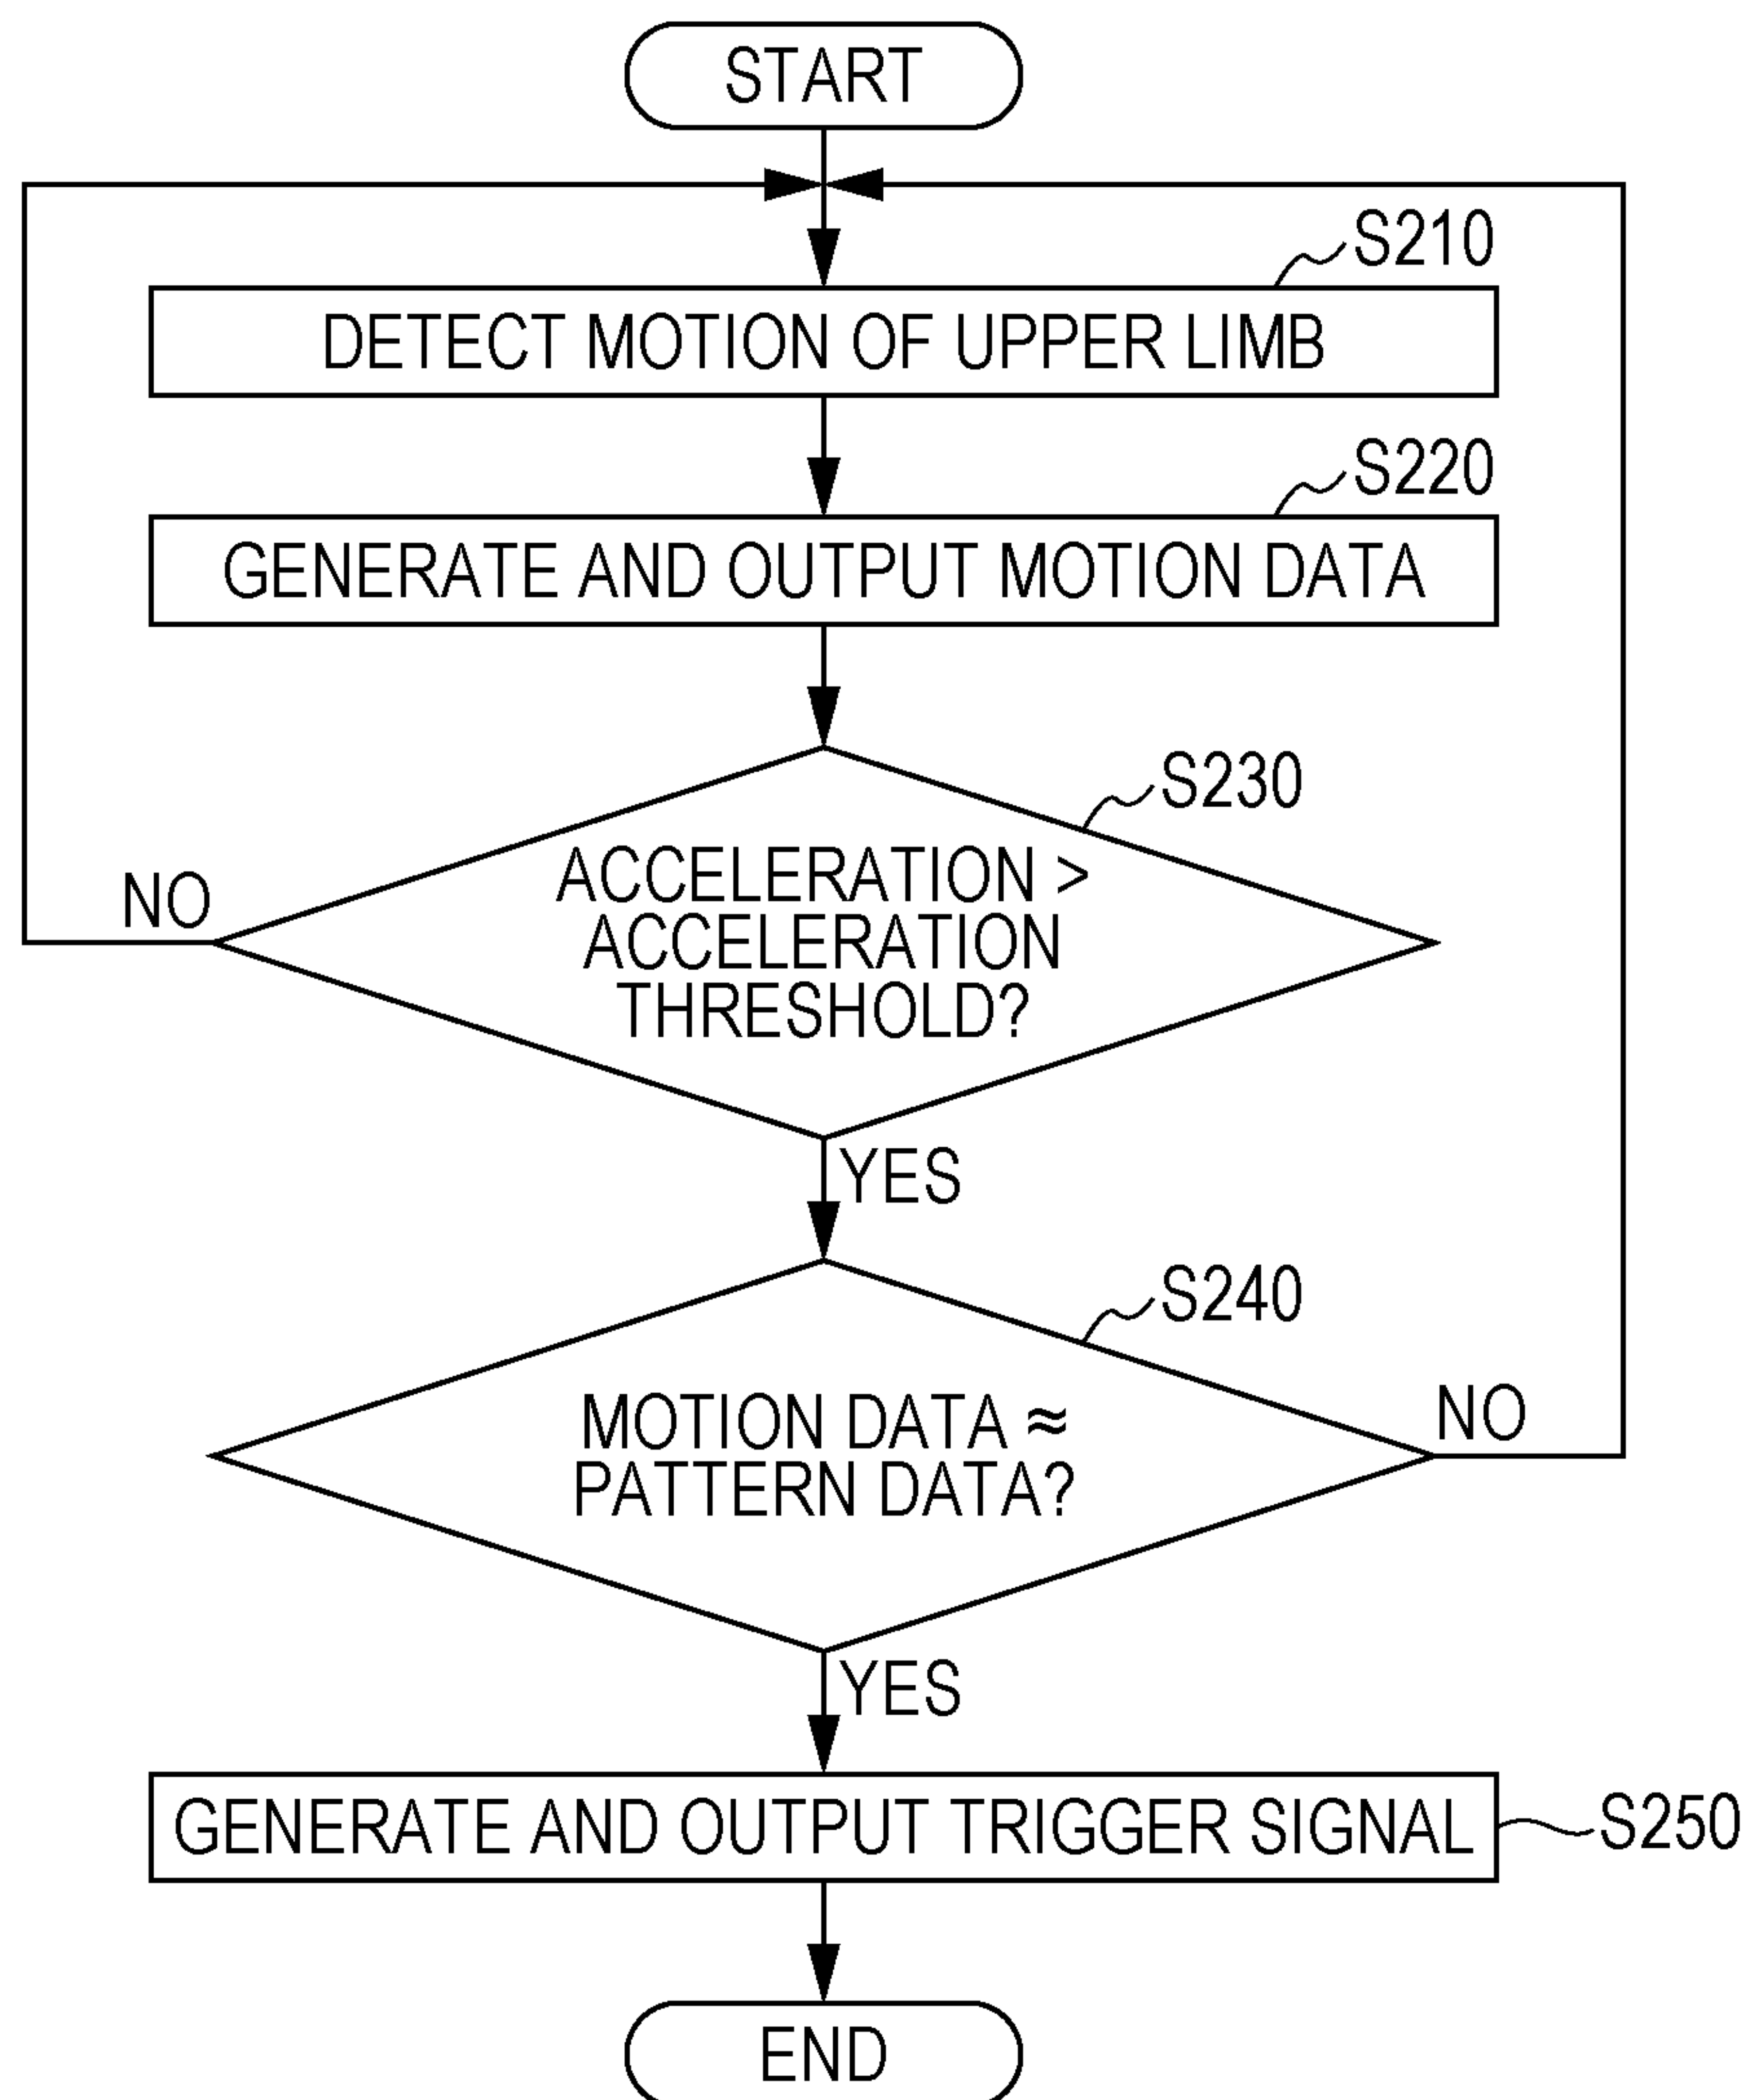 START
S210
DETECT MOTION OF UPPER LIMB
S220
GENERATE AND OUTPUT MOTION DATA
S230
ACCELERATION >
ACCELERATION
THRESHOLD?
NO
YES
S240
MOTION DATA ≈
PATTERN DATA?
NO
YES
GENERATE AND OUTPUT TRIGGER SIGNAL
S250
END